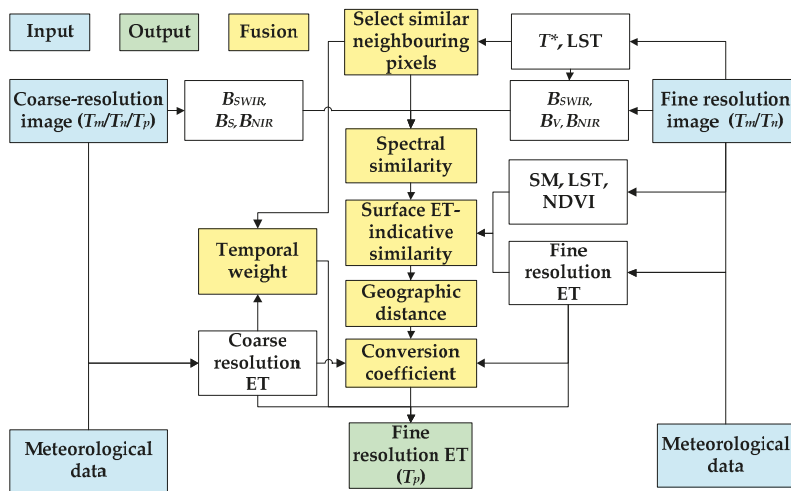 Input
Output
Fusion
Select similar
neighbouring
pixels
T*, LST
Coarse-resolution
image (Tm/Tn/Tp)
BSWIR,
BS, BNIR
BSWIR,
BV, BNIR
Fine resolution
image (Tm/Tn)
Spectral
similarity
SM, LST,
NDVI
Surface ET-
indicative
similarity
Temporal
weight
Fine
resolution
ET
Geographic
distance
Coarse
resolution
ET
Conversion
coefficient
Meteorological
data
Fine
resolution ET
(Tp)
Meteorological
data